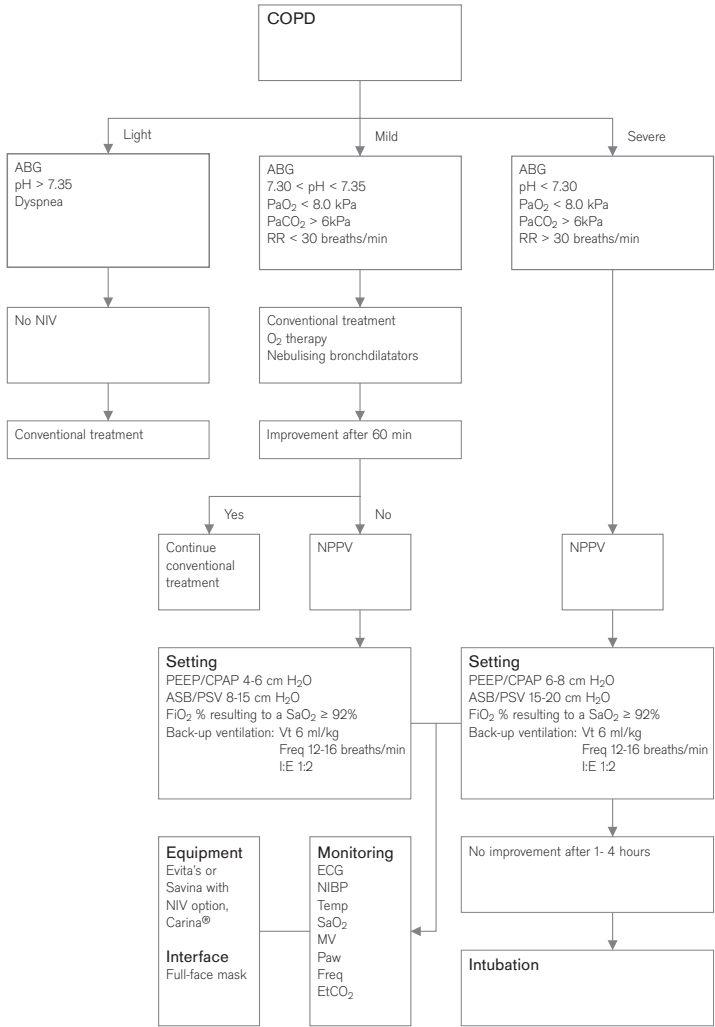 COPD
Light
Mild
Severe
ABG
pH > 7.35
Dyspnea
ABG
7.30 < pH < 7.35
PaO₂ < 8.0 kPa
PaCO₂ > 6kPa
RR < 30 breaths/min
ABG
pH < 7.30
PaO₂ < 8.0 kPa
PaCO₂ > 6kPa
RR > 30 breaths/min
No NIV
Conventional treatment
O₂ therapy
Nebulising bronchdilatators
Conventional treatment
Improvement after 60 min
Yes
No
Continue
conventional
treatment
NPPV
NPPV
Setting
PEEP/CPAP 4-6 cm H₂O
ASB/PSV 8-15 cm H₂O
FiO₂ % resulting to a SaO₂ ≥ 92%
Back-up ventilation: Vt 6 ml/kg
Freq 12-16 breaths/min
I:E 1:2
Setting
PEEP/CPAP 6-8 cm H₂O
ASB/PSV 15-20 cm H₂O
FiO₂ % resulting to a SaO₂ ≥ 92%
Back-up ventilation: Vt 6 ml/kg
Freq 12-16 breaths/min
I:E 1:2
Equipment
Evita's or
Savina with
NIV option,
Carina®
Interface
Full-face mask
Monitoring
ECG
NIBP
Temp
SaO₂
MV
Paw
Freq
EtCO₂
No improvement after 1- 4 hours
Intubation